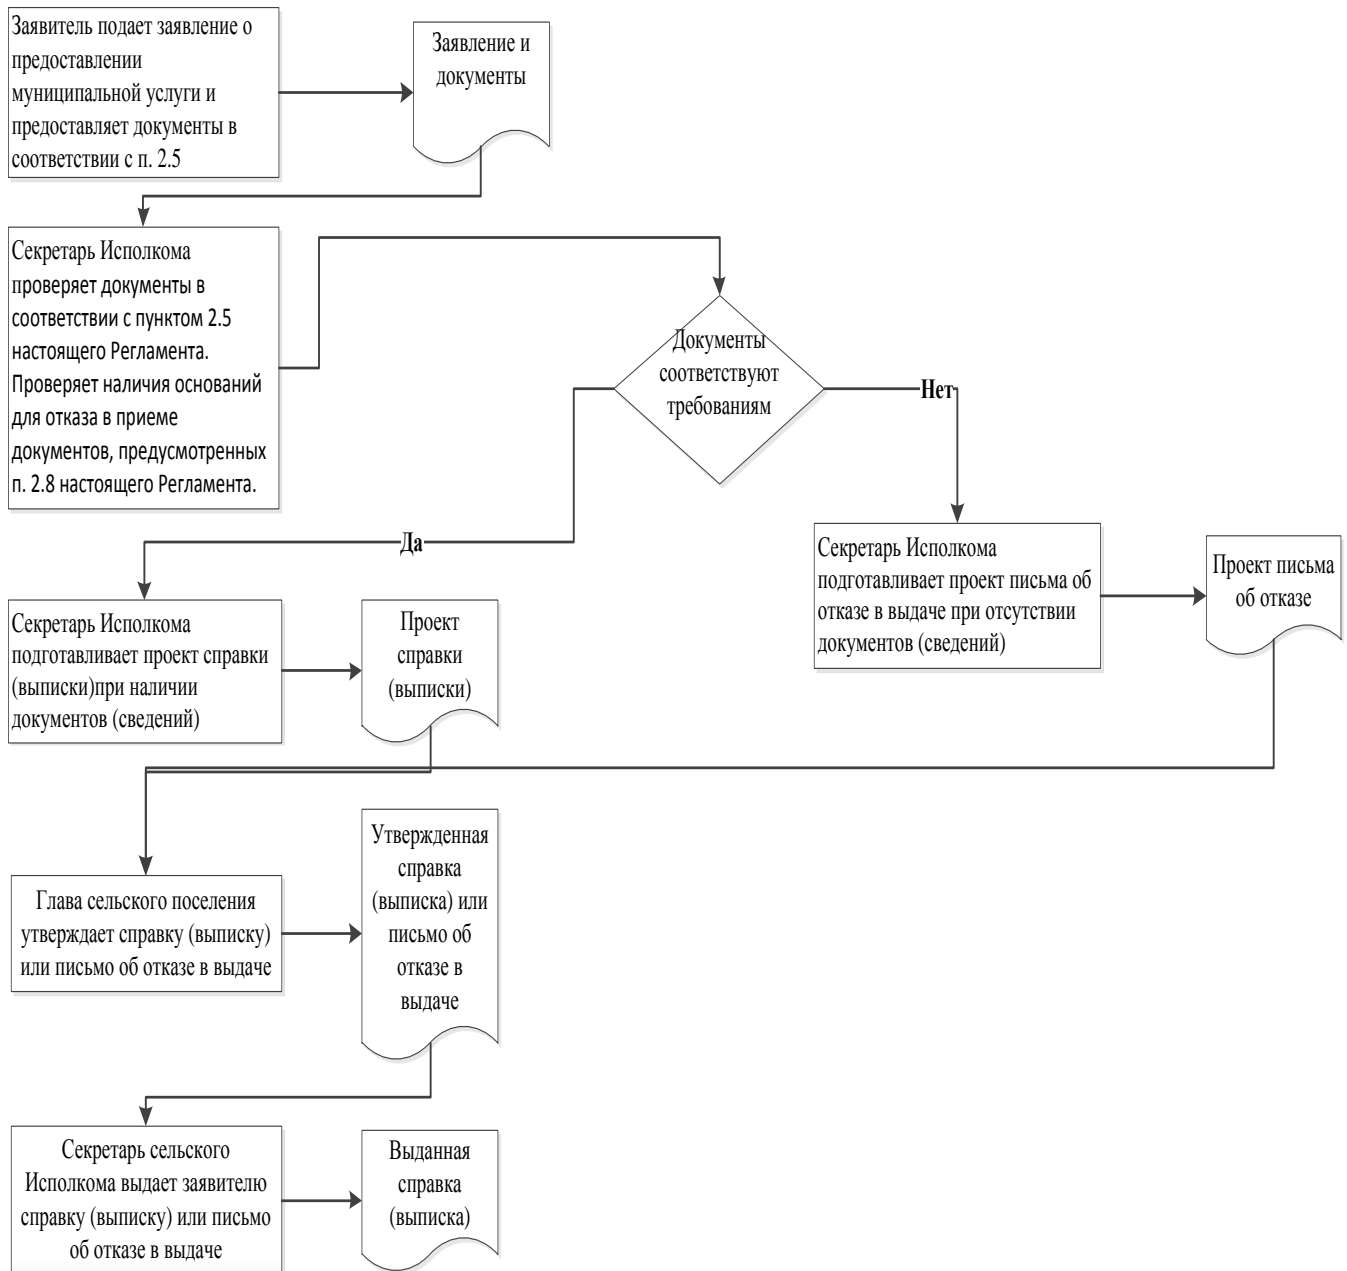 Заявитель подает заявление о
предоставлении
муниципальной услуги и
предоставляет документы в
соответствии с п. 2.5
Заявление и
документы
Секретарь Исполкома
проверяет документы в
соответствии с пунктом 2.5
настоящего Регламента.
Проверяет наличия оснований
для отказа в приеме
документов, предусмотренных
п. 2.8 настоящего Регламента.
Документы
соответствуют
требованиям
Нет
Да
Секретарь Исполкома
подготавливает проект письма об
отказе в выдаче при отсутствии
документов (сведений)
Проект письма
об отказе
Секретарь Исполкома
подготавливает проект справки
(выписки)при наличии
документов (сведений)
Проект
справки
(выписки)
Глава сельского поселения
утверждает справку (выписку)
или письмо об отказе в выдаче
Утвержденная
справка
(выписка) или
письмо об
отказе в
выдаче
Секретарь сельского
Исполкома выдает заявителю
справку (выписку) или письмо
об отказе в выдаче
Выданная
справка
(выписка)